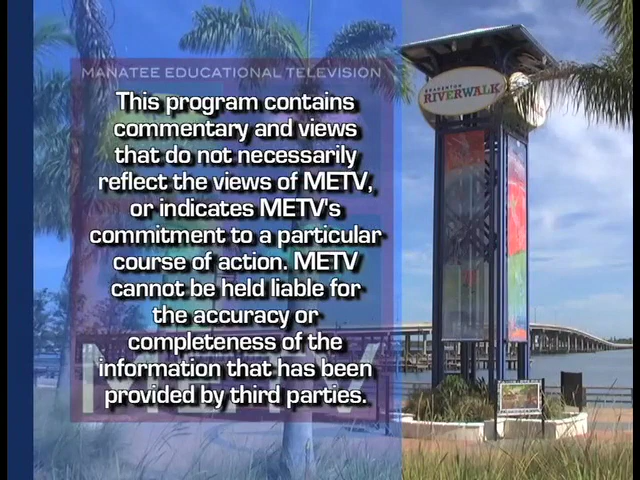 MANATEE EDUCATIONAL TELEVISION
This program contains
commentary and views
that do not necessarily
reflect the views of METV,
or indicates METV's
commitment to a particular
course of action. METV
cannot be held liable for
the accuracy or
completeness of the
information that has been
provided by third parties.
METV
BRADENTON
RIVERWALK